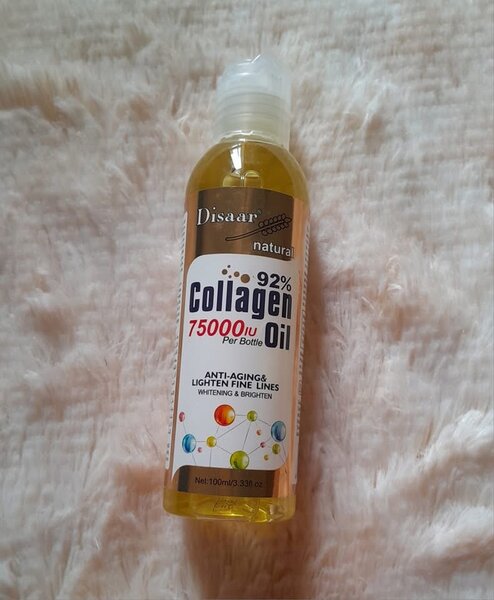 Disaar
natural
92%
Collagen
75000IU
Per Bottle
Oil
ANTI-AGING&
LIGHTEN FINE LINES
WHITENING & BRIGHTEN
Net:100ml/3.33fl oz